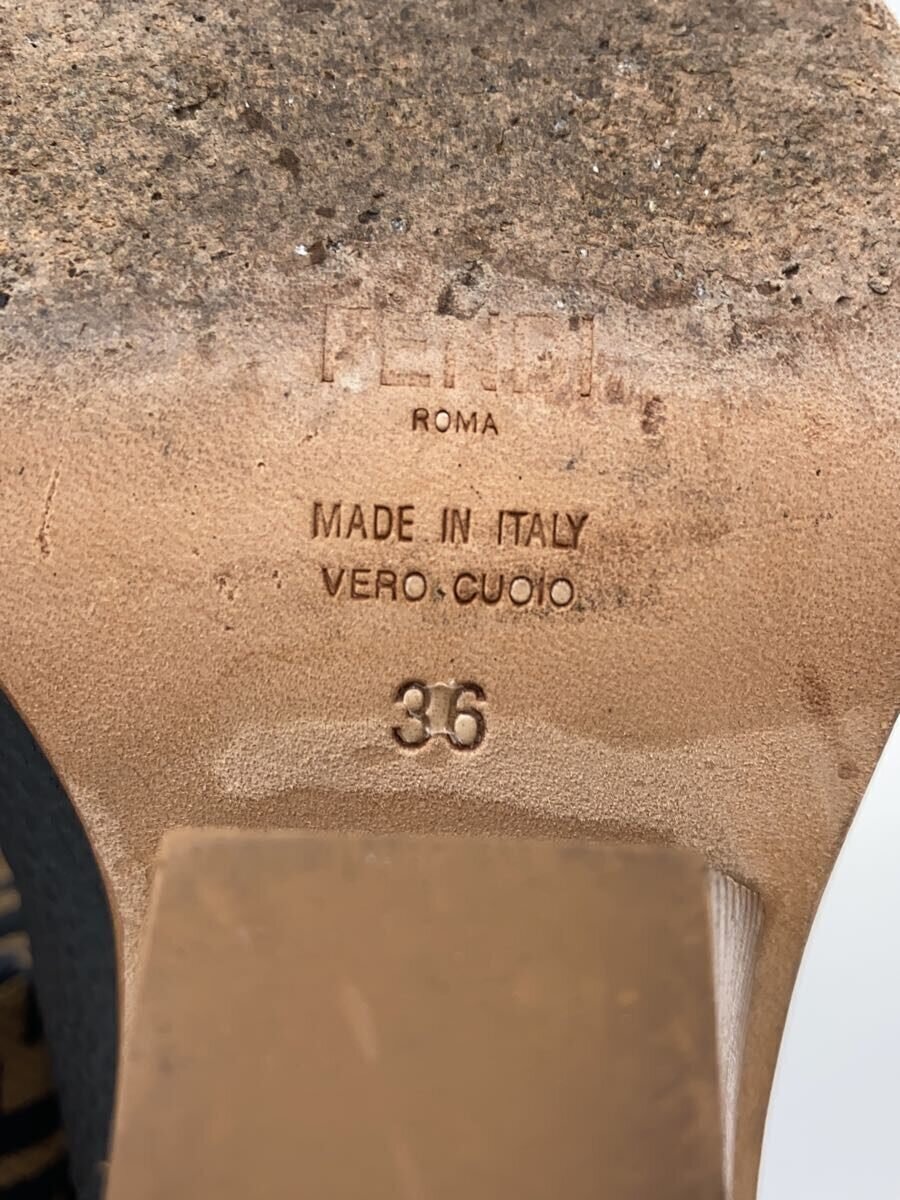 FENDI
ROMA
MADE IN ITALY
VERO CUOIO
36